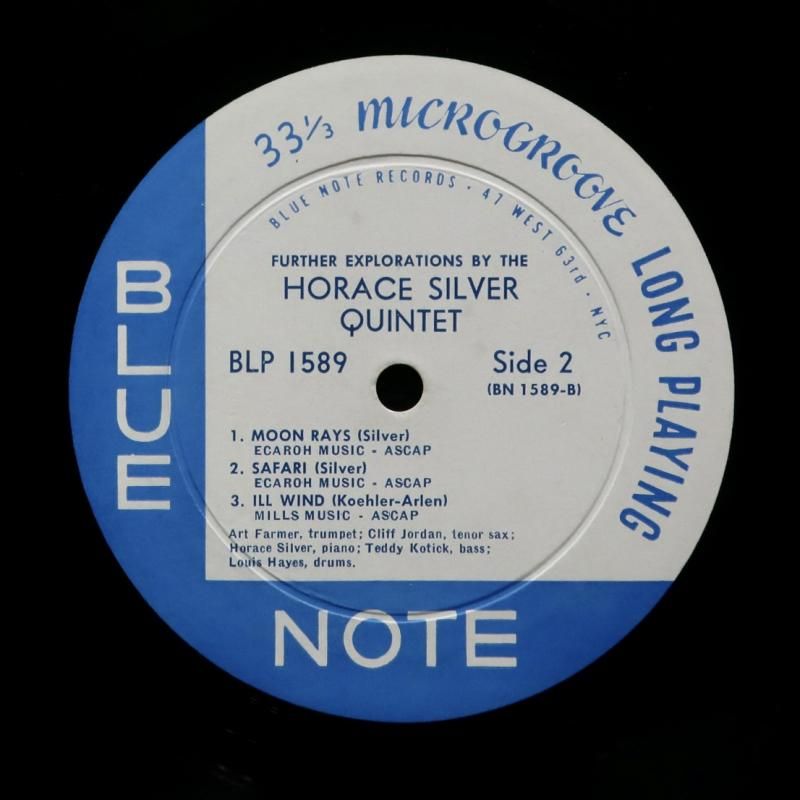 33⅓ MICROGROOVE LONG PLAYING
BLUE NOTE RECORDS · 47 WEST 63rd · NYC
FURTHER EXPLORATIONS BY THE
HORACE SILVER
QUINTET
BLP 1589 Side 2
(BN 1589-B)
1. MOON RAYS (Silver)
ECAROH MUSIC - ASCAP
2. SAFARI (Silver)
ECAROH MUSIC - ASCAP
3. ILL WIND (Koehler-Arlen)
MILLS MUSIC - ASCAP
Art Farmer, trumpet; Cliff Jordan, tenor sax;
Horace Silver, piano; Teddy Kotick, bass;
Louis Hayes, drums.
BLUE
NOTE